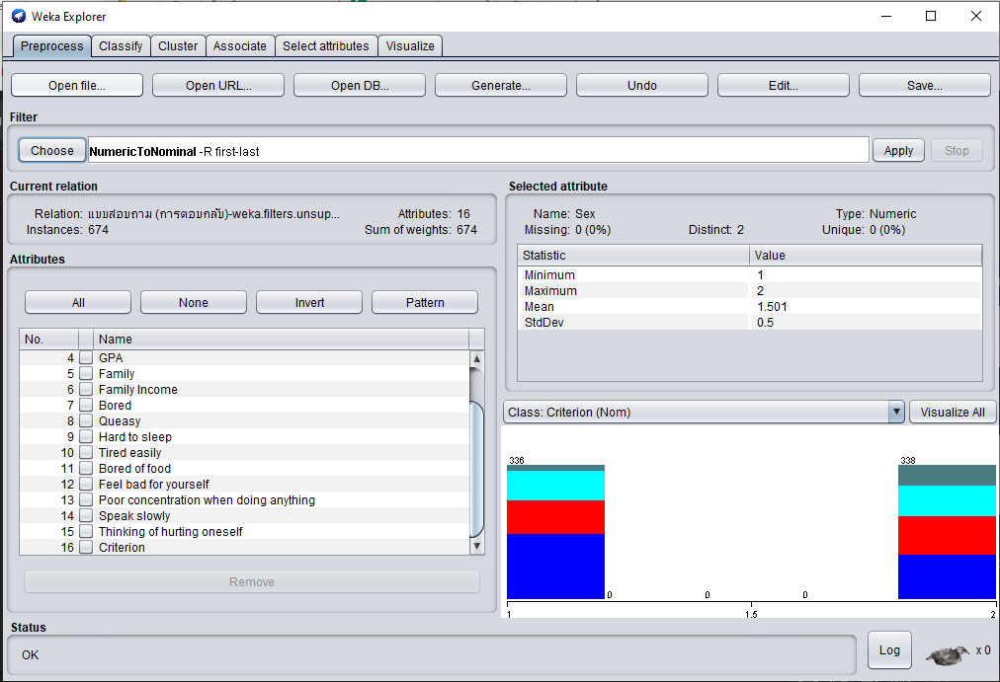 Weka Explorer
Preprocess Classify Cluster Associate Select attributes Visualize
Open file... Open URL... Open DB... Generate... Undo Edit... Save...
Filter
Choose NumericToNominal -R first-last Apply Stop
Current relation
Relation: แบบสอบถาม (การตอบกลับ)-weka.filters.unsup... Attributes: 16
Instances: 674 Sum of weights: 674
Attributes
All None Invert Pattern
No. Name
4 GPA
5 Family
6 Family Income
7 Bored
8 Queasy
9 Hard to sleep
10 Tired easily
11 Bored of food
12 Feel bad for yourself
13 Poor concentration when doing anything
14 Speak slowly
15 Thinking of hurting oneself
16 Criterion
Remove
Selected attribute
Name: Sex Type: Numeric
Missing: 0 (0%) Distinct: 2 Unique: 0 (0%)
Statistic Value
Minimum 1
Maximum 2
Mean 1.501
StdDev 0.5
Class: Criterion (Nom) Visualize All
336 338
0 0 0
1 1.5 2
Status
OK Log x 0